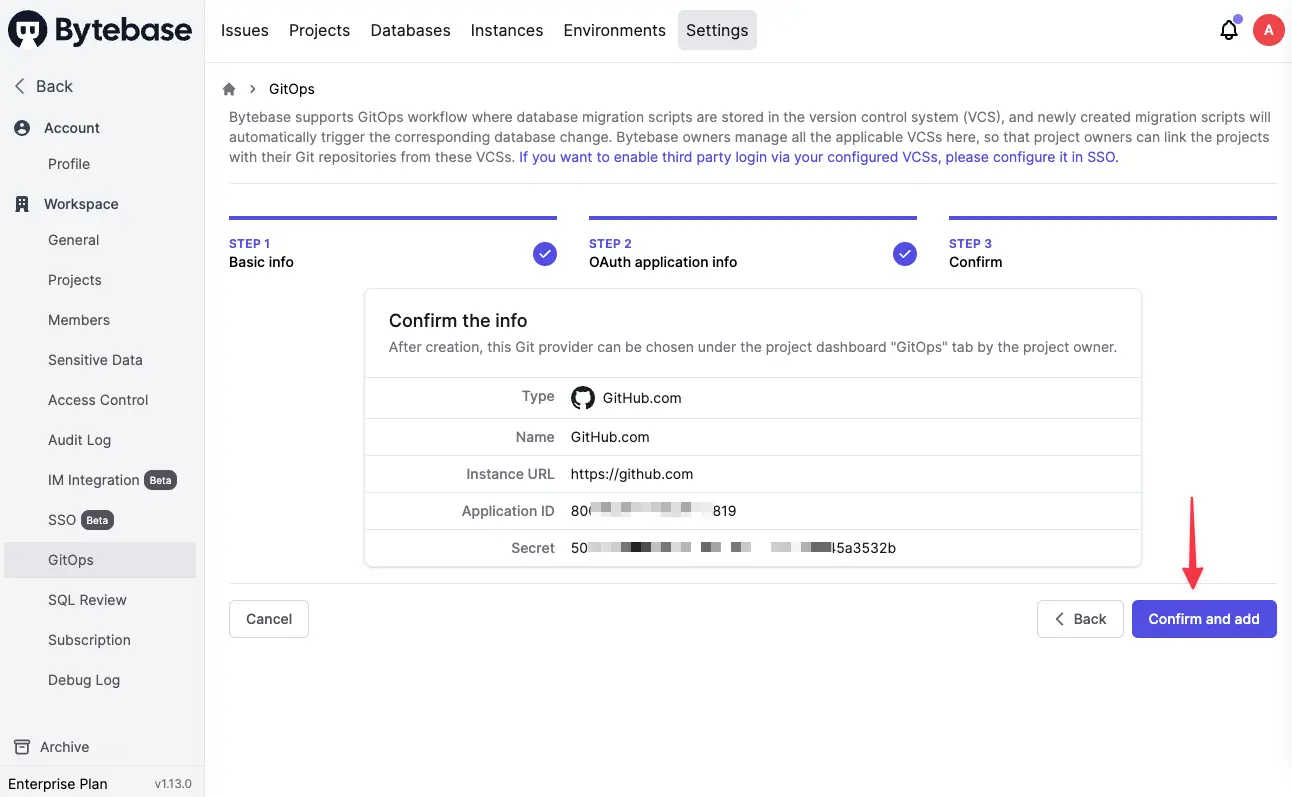 Bytebase
Issues Projects Databases Instances Environments Settings
A
Back
Account
Profile
Workspace
General
Projects
Members
Sensitive Data
Access Control
Audit Log
IM Integration Beta
SSO Beta
GitOps
SQL Review
Subscription
Debug Log
Archive
Enterprise Plan v1.13.0
GitOps
Bytebase supports GitOps workflow where database migration scripts are stored in the version control system (VCS), and newly created migration scripts will
automatically trigger the corresponding database change. Bytebase owners manage all the applicable VCSs here, so that project owners can link the projects
with their Git repositories from these VCSs. If you want to enable third party login via your configured VCSs, please configure it in SSO.
STEP 1
Basic info
STEP 2
OAuth application info
STEP 3
Confirm
Confirm the info
After creation, this Git provider can be chosen under the project dashboard "GitOps" tab by the project owner.
Type GitHub.com
Name GitHub.com
Instance URL https://github.com
Application ID 80 819
Secret 50 5a3532b
Cancel
Back
Confirm and add